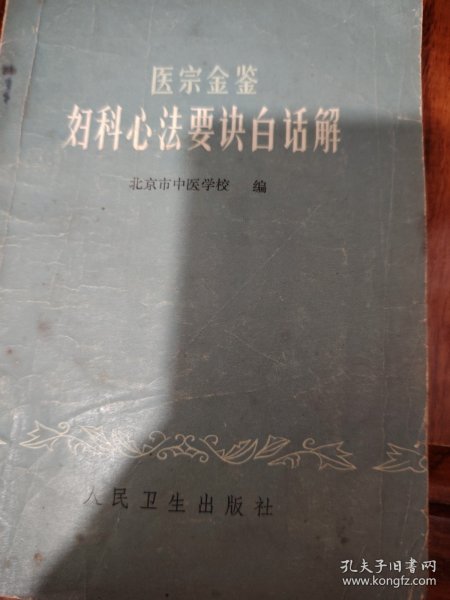 医宗金鉴
妇科心法要诀白话解
北京市中医学校 编
人民卫生出版社
孔夫子旧书网
www.kongfz.com